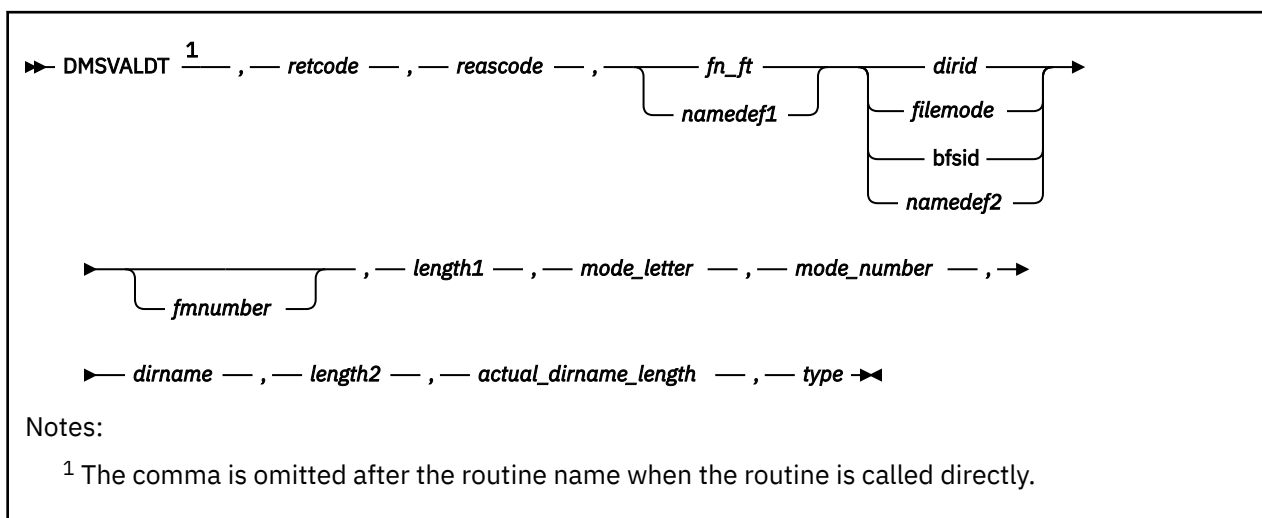 DMSVALDT 1 , retcode , reascode , fn_ft dirid
namedef1 filemode
bfsid
namedef2
, length1 , mode_letter , mode_number ,
fmnumber
dirname , length2 , actual_dirname_length , type
Notes:
1 The comma is omitted after the routine name when the routine is called directly.